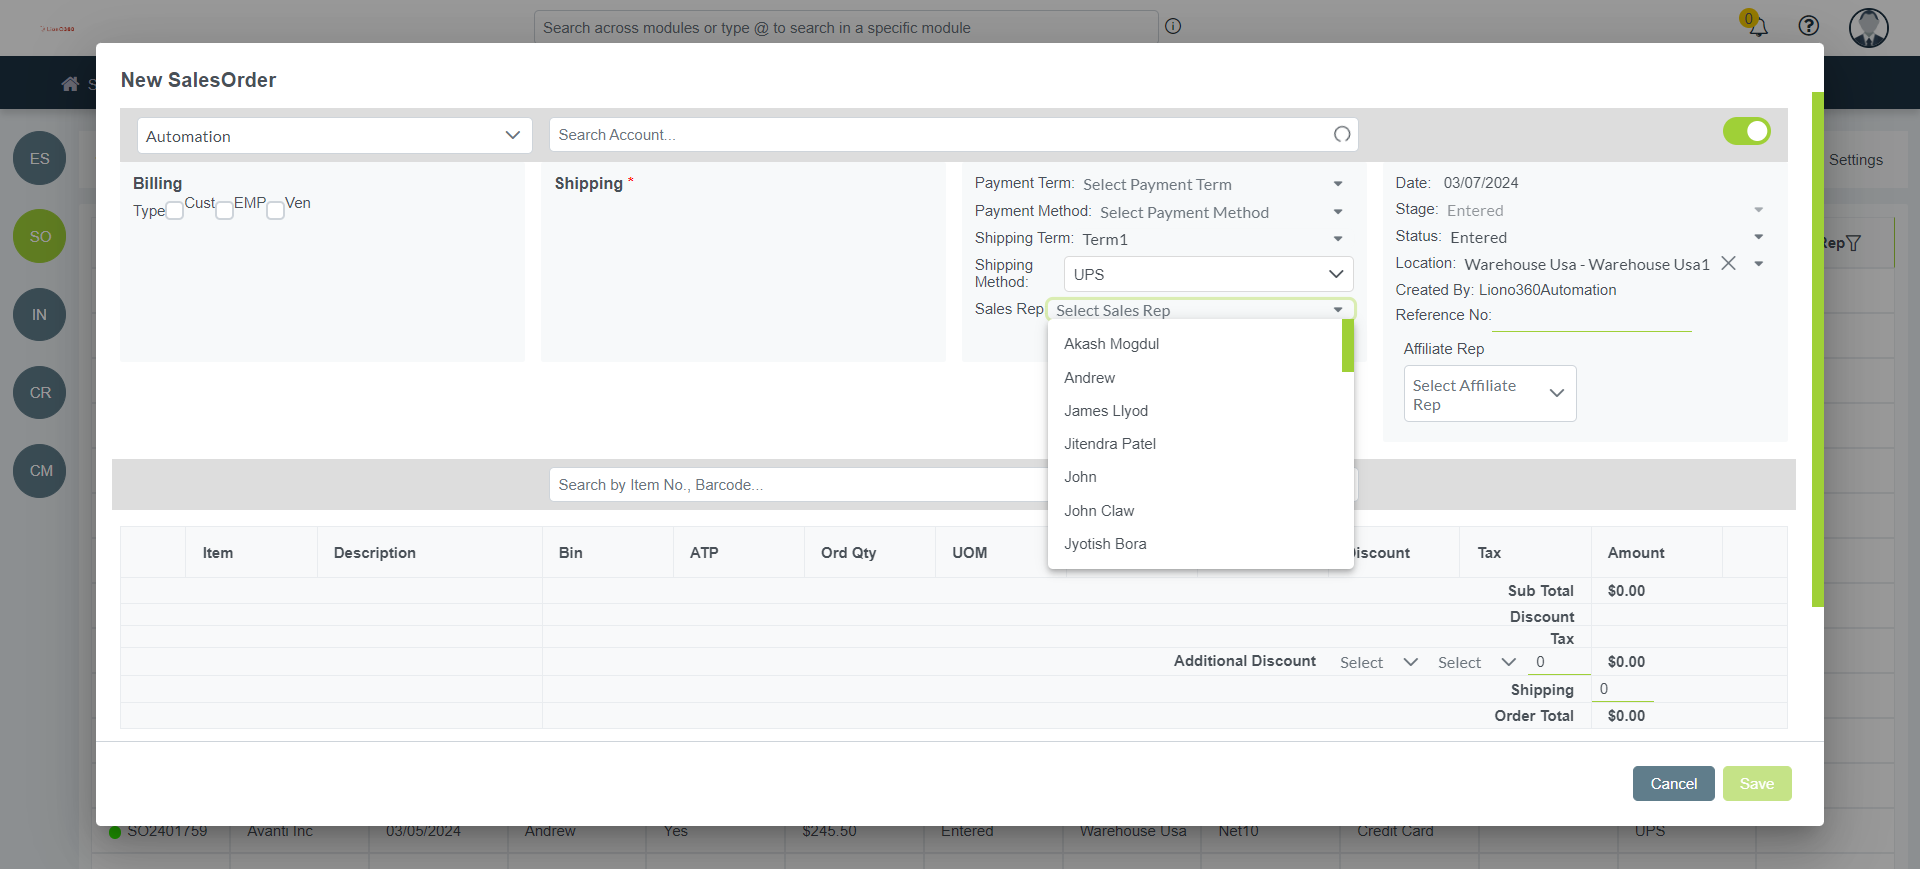 LionO360
Search across modules or type @ to search in a specific module
0
S
New SalesOrder
Automation
Search Account...
ES
SO
IN
CR
CM
Settings
Rep
Billing
Type Cust EMP Ven
Shipping *
Payment Term: Select Payment Term
Payment Method: Select Payment Method
Shipping Term: Term1
Shipping Method: UPS
Sales Rep Select Sales Rep
Akash Mogdul
Andrew
James Llyod
Jitendra Patel
John
John Claw
Jyotish Bora
Date: 03/07/2024
Stage: Entered
Status: Entered
Location: Warehouse Usa - Warehouse Usa1
Created By: Liono360Automation
Reference No:
Affiliate Rep
Select Affiliate Rep
Search by Item No., Barcode...
Item Description Bin ATP Ord Qty UOM Discount Tax Amount
Sub Total $0.00
Discount
Tax
Additional Discount Select Select 0 $0.00
Shipping 0
Order Total $0.00
Cancel Save
SO2401759 Avanti Inc 03/05/2024 Andrew Yes $245.50 Entered Warehouse Usa Net10 Credit Card UPS